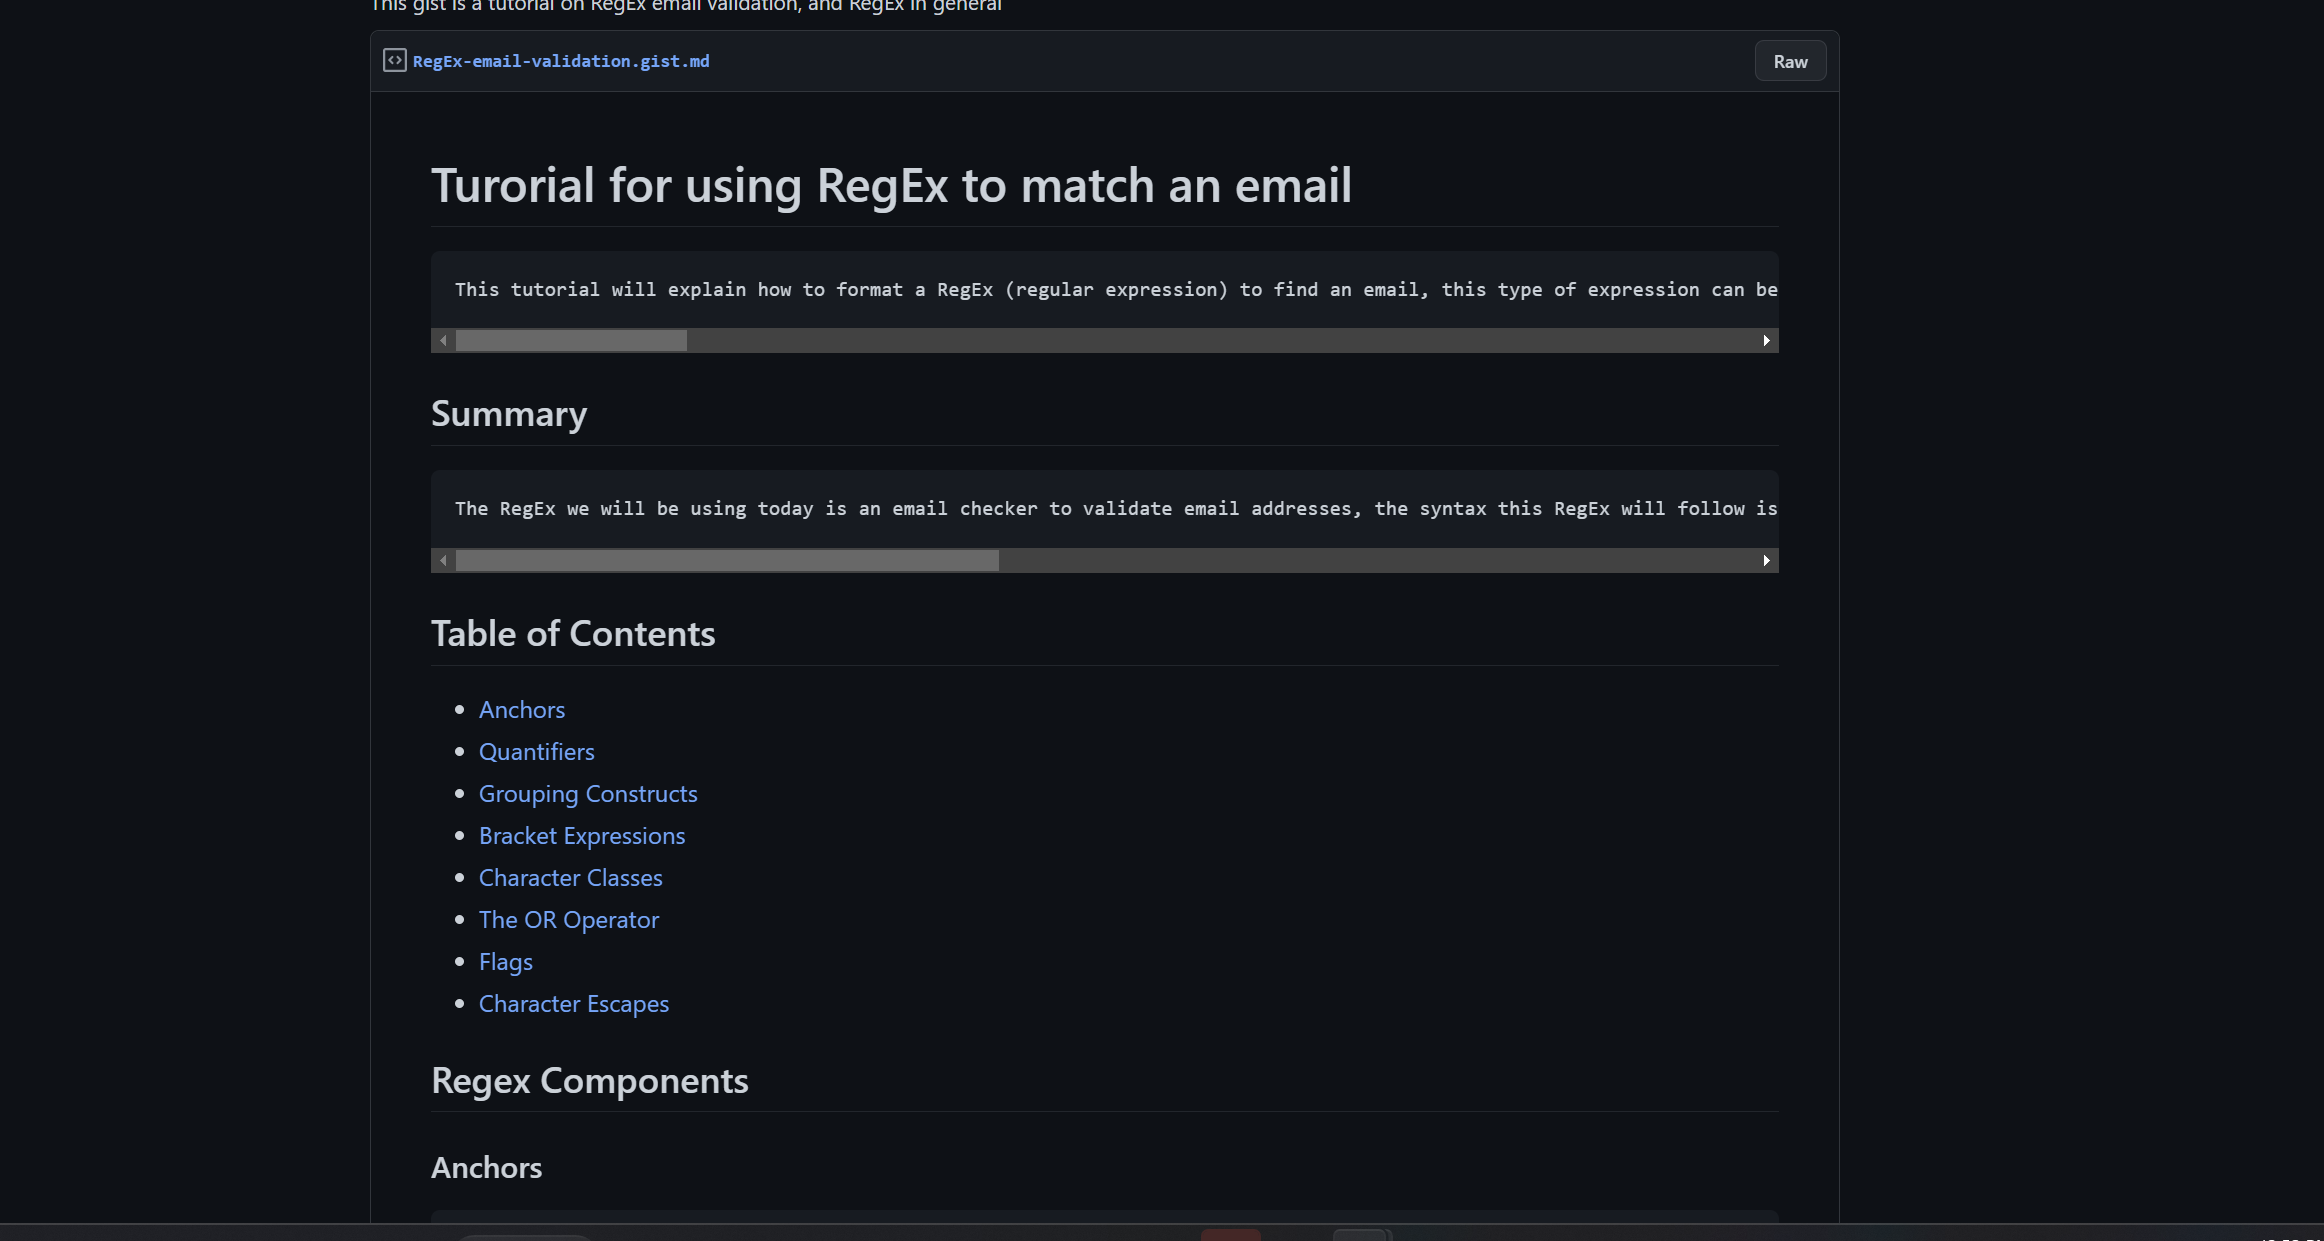 This gist is a tutorial on RegEx email validation, and RegEx in general
RegEx-email-validation.gist.md
Raw
Turorial for using RegEx to match an email
This tutorial will explain how to format a RegEx (regular expression) to find an email, this type of expression can be
Summary
The RegEx we will be using today is an email checker to validate email addresses, the syntax this RegEx will follow is
Table of Contents
Anchors
Quantifiers
Grouping Constructs
Bracket Expressions
Character Classes
The OR Operator
Flags
Character Escapes
Regex Components
Anchors